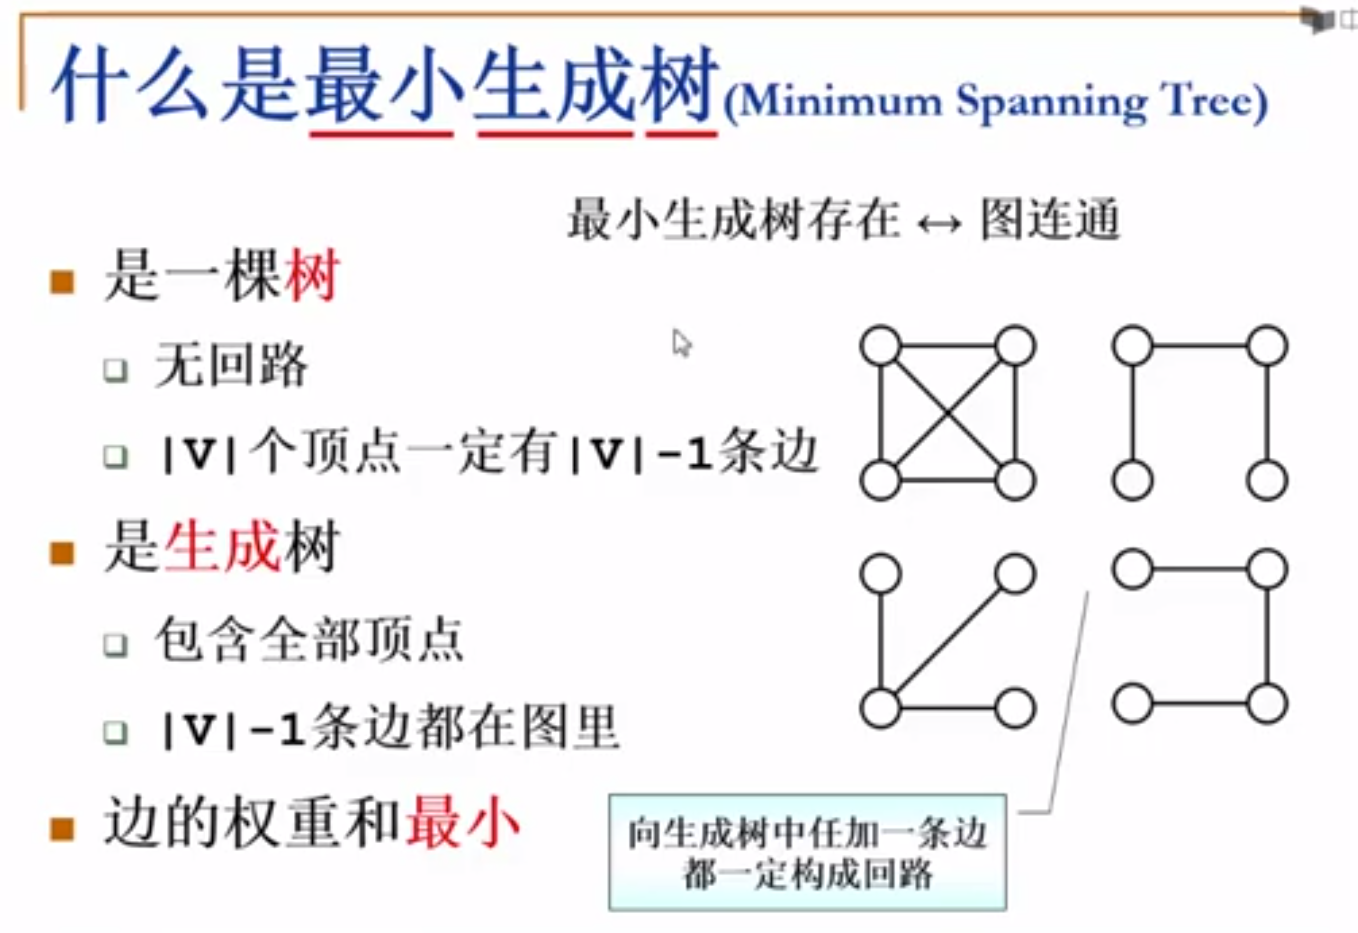 什么是最小生成树(Minimum Spanning Tree)
最小生成树存在 ↔ 图连通
是一棵树
无回路
|V|个顶点一定有|V|-1条边
是生成树
包含全部顶点
|V|-1条边都在图里
边的权重和最小
向生成树中任加一条边
都一定构成回路